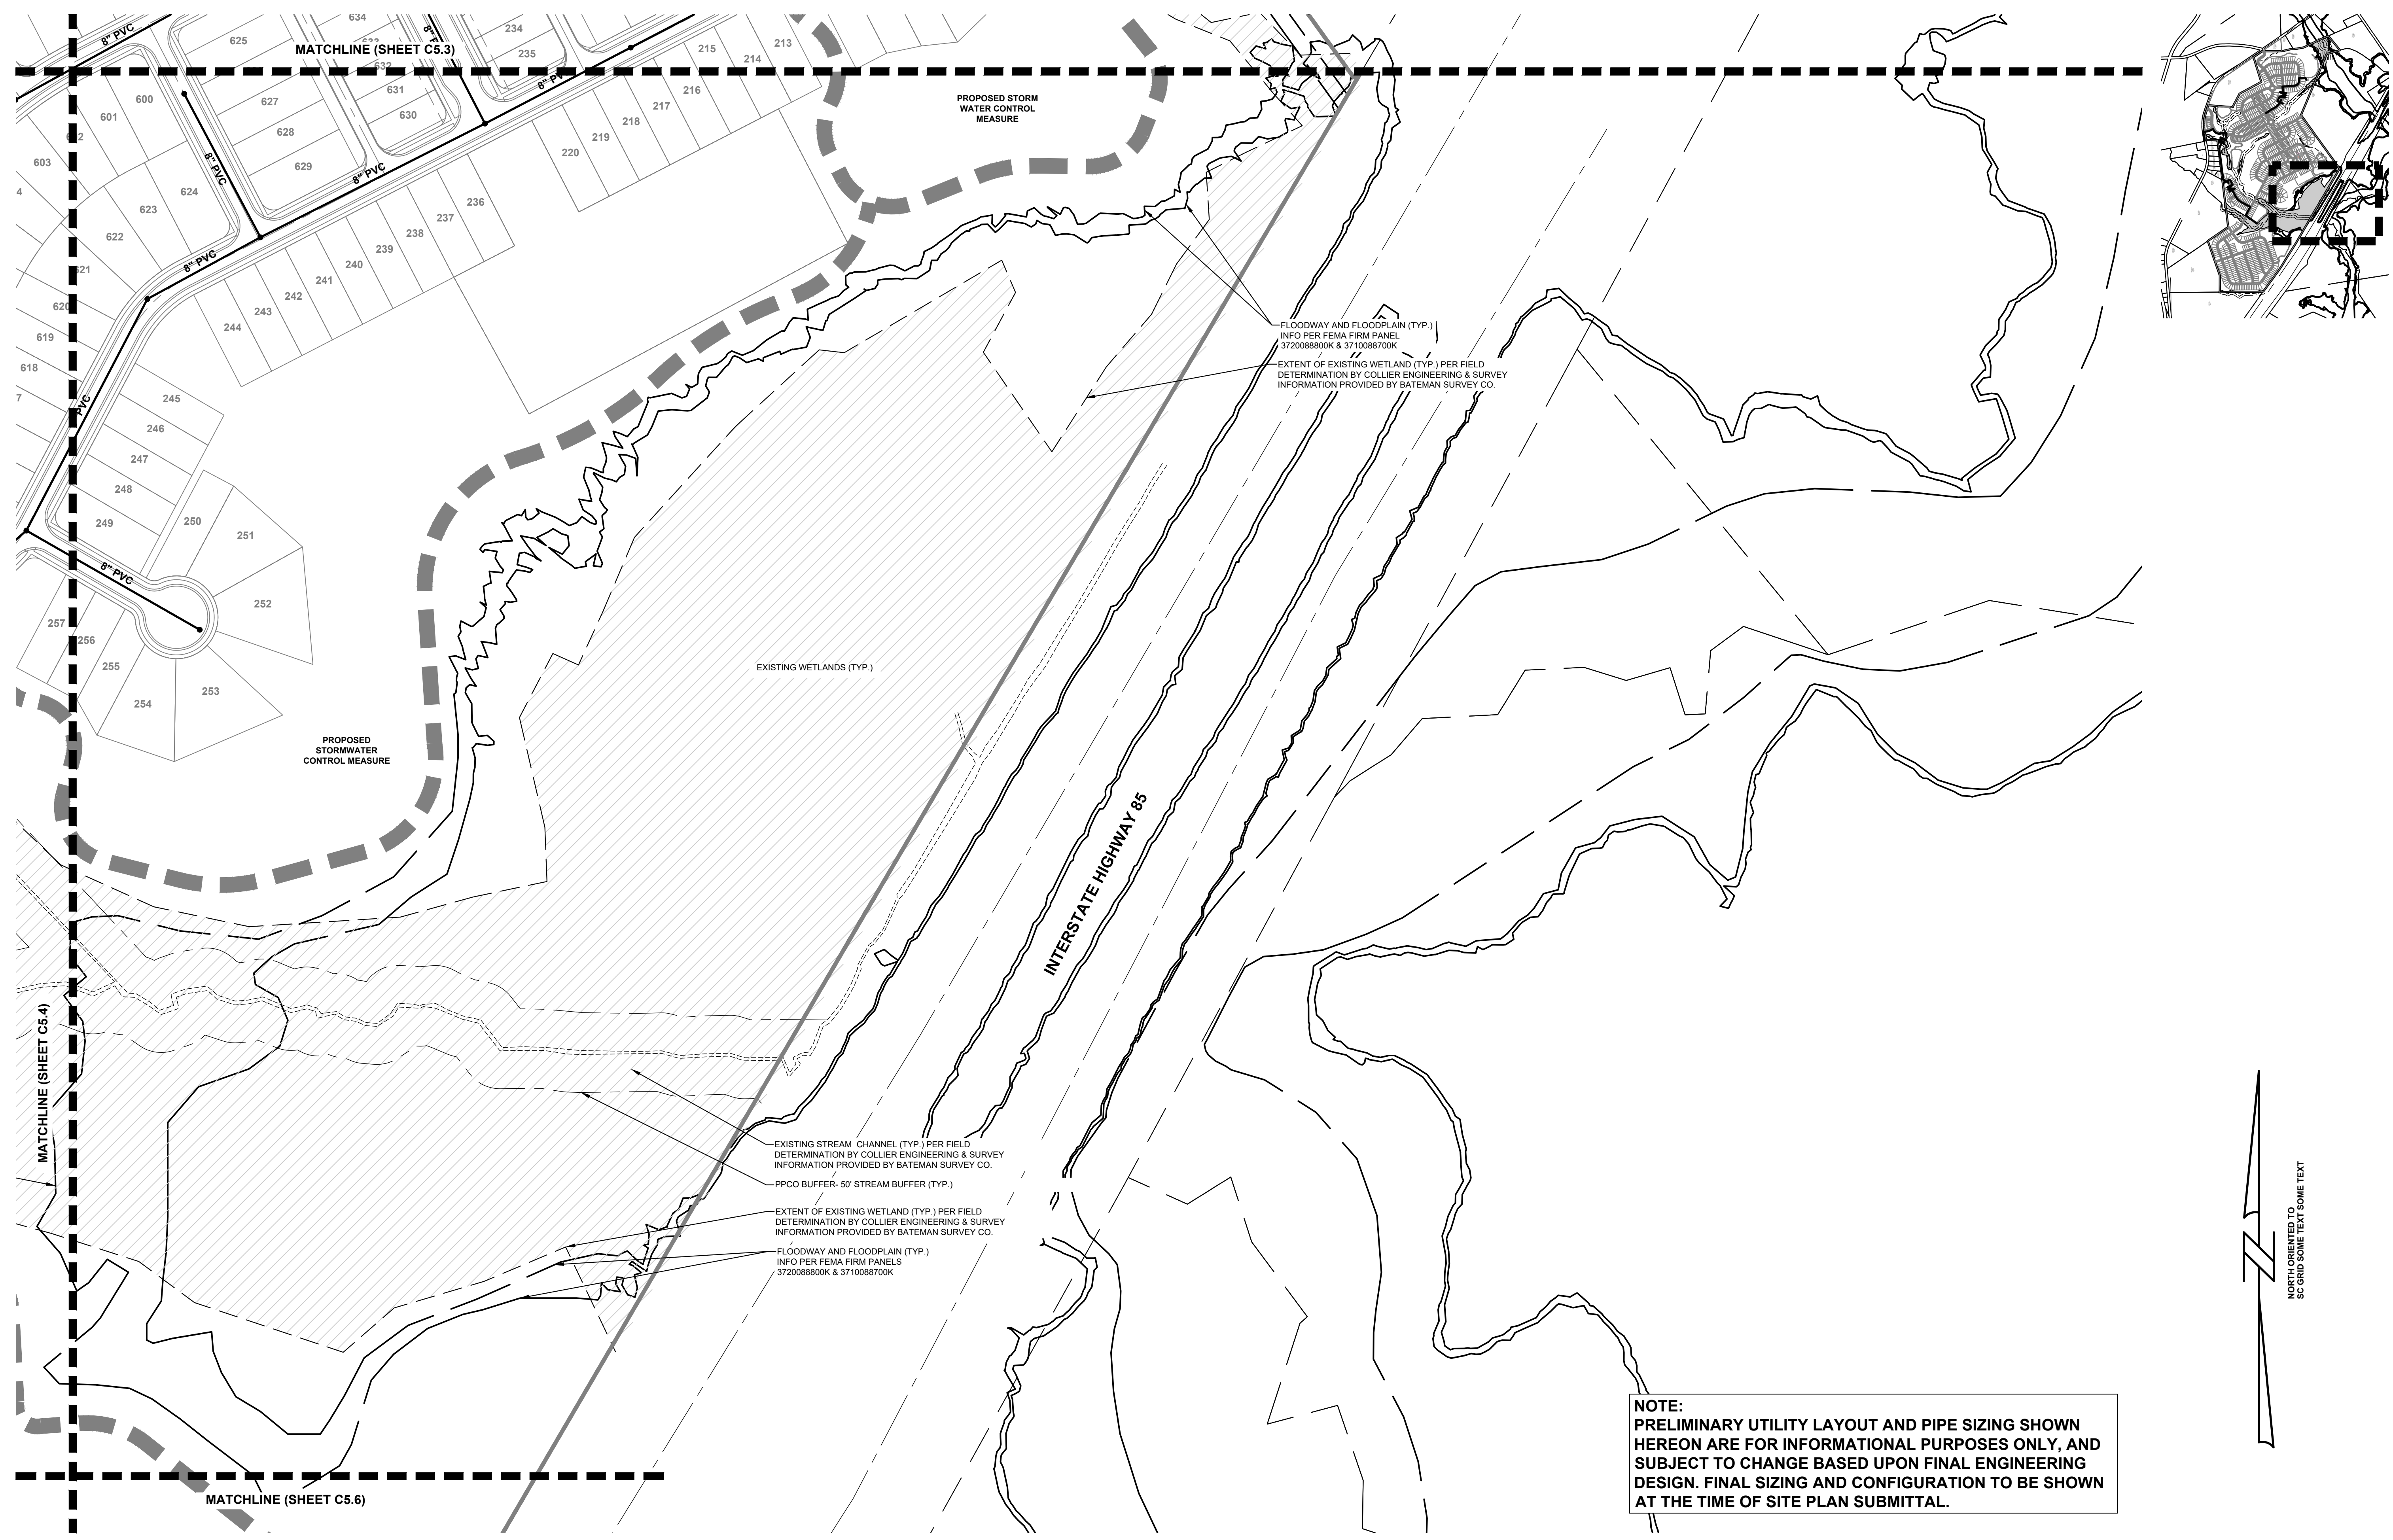 MATCHLINE (SHEET C5.3)
8" PVC
8" PVC
8" PVC
8" PVC
8" PVC
PVC
8" PVC
634
625
632
627
631
628
630
629
600
601
603
624
623
622
621
620
619
618
7
4
234
235
213
214
215
216
217
218
219
220
236
237
238
239
240
241
242
243
244
245
246
247
248
249
250
251
252
253
254
255
256
257
PROPOSED STORM
WATER CONTROL
MEASURE
FLOODWAY AND FLOODPLAIN (TYP.)
INFO PER FEMA FIRM PANEL
3720088800K & 3710088700K
EXTENT OF EXISTING WETLAND (TYP.) PER FIELD
DETERMINATION BY COLLIER ENGINEERING & SURVEY
INFORMATION PROVIDED BY BATEMAN SURVEY CO.
EXISTING WETLANDS (TYP.)
PROPOSED
STORMWATER
CONTROL MEASURE
INTERSTATE HIGHWAY 85
MATCHLINE (SHEET C5.4)
EXISTING STREAM CHANNEL (TYP.) PER FIELD
DETERMINATION BY COLLIER ENGINEERING & SURVEY
INFORMATION PROVIDED BY BATEMAN SURVEY CO.
PPCO BUFFER- 50' STREAM BUFFER (TYP.)
EXTENT OF EXISTING WETLAND (TYP.) PER FIELD
DETERMINATION BY COLLIER ENGINEERING & SURVEY
INFORMATION PROVIDED BY BATEMAN SURVEY CO.
FLOODWAY AND FLOODPLAIN (TYP.)
INFO PER FEMA FIRM PANELS
3720088800K & 3710088700K
MATCHLINE (SHEET C5.6)
NORTH ORIENTED TO
SC GRID SOME TEXT SOME TEXT
NOTE:
PRELIMINARY UTILITY LAYOUT AND PIPE SIZING SHOWN
HEREON ARE FOR INFORMATIONAL PURPOSES ONLY, AND
SUBJECT TO CHANGE BASED UPON FINAL ENGINEERING
DESIGN. FINAL SIZING AND CONFIGURATION TO BE SHOWN
AT THE TIME OF SITE PLAN SUBMITTAL.